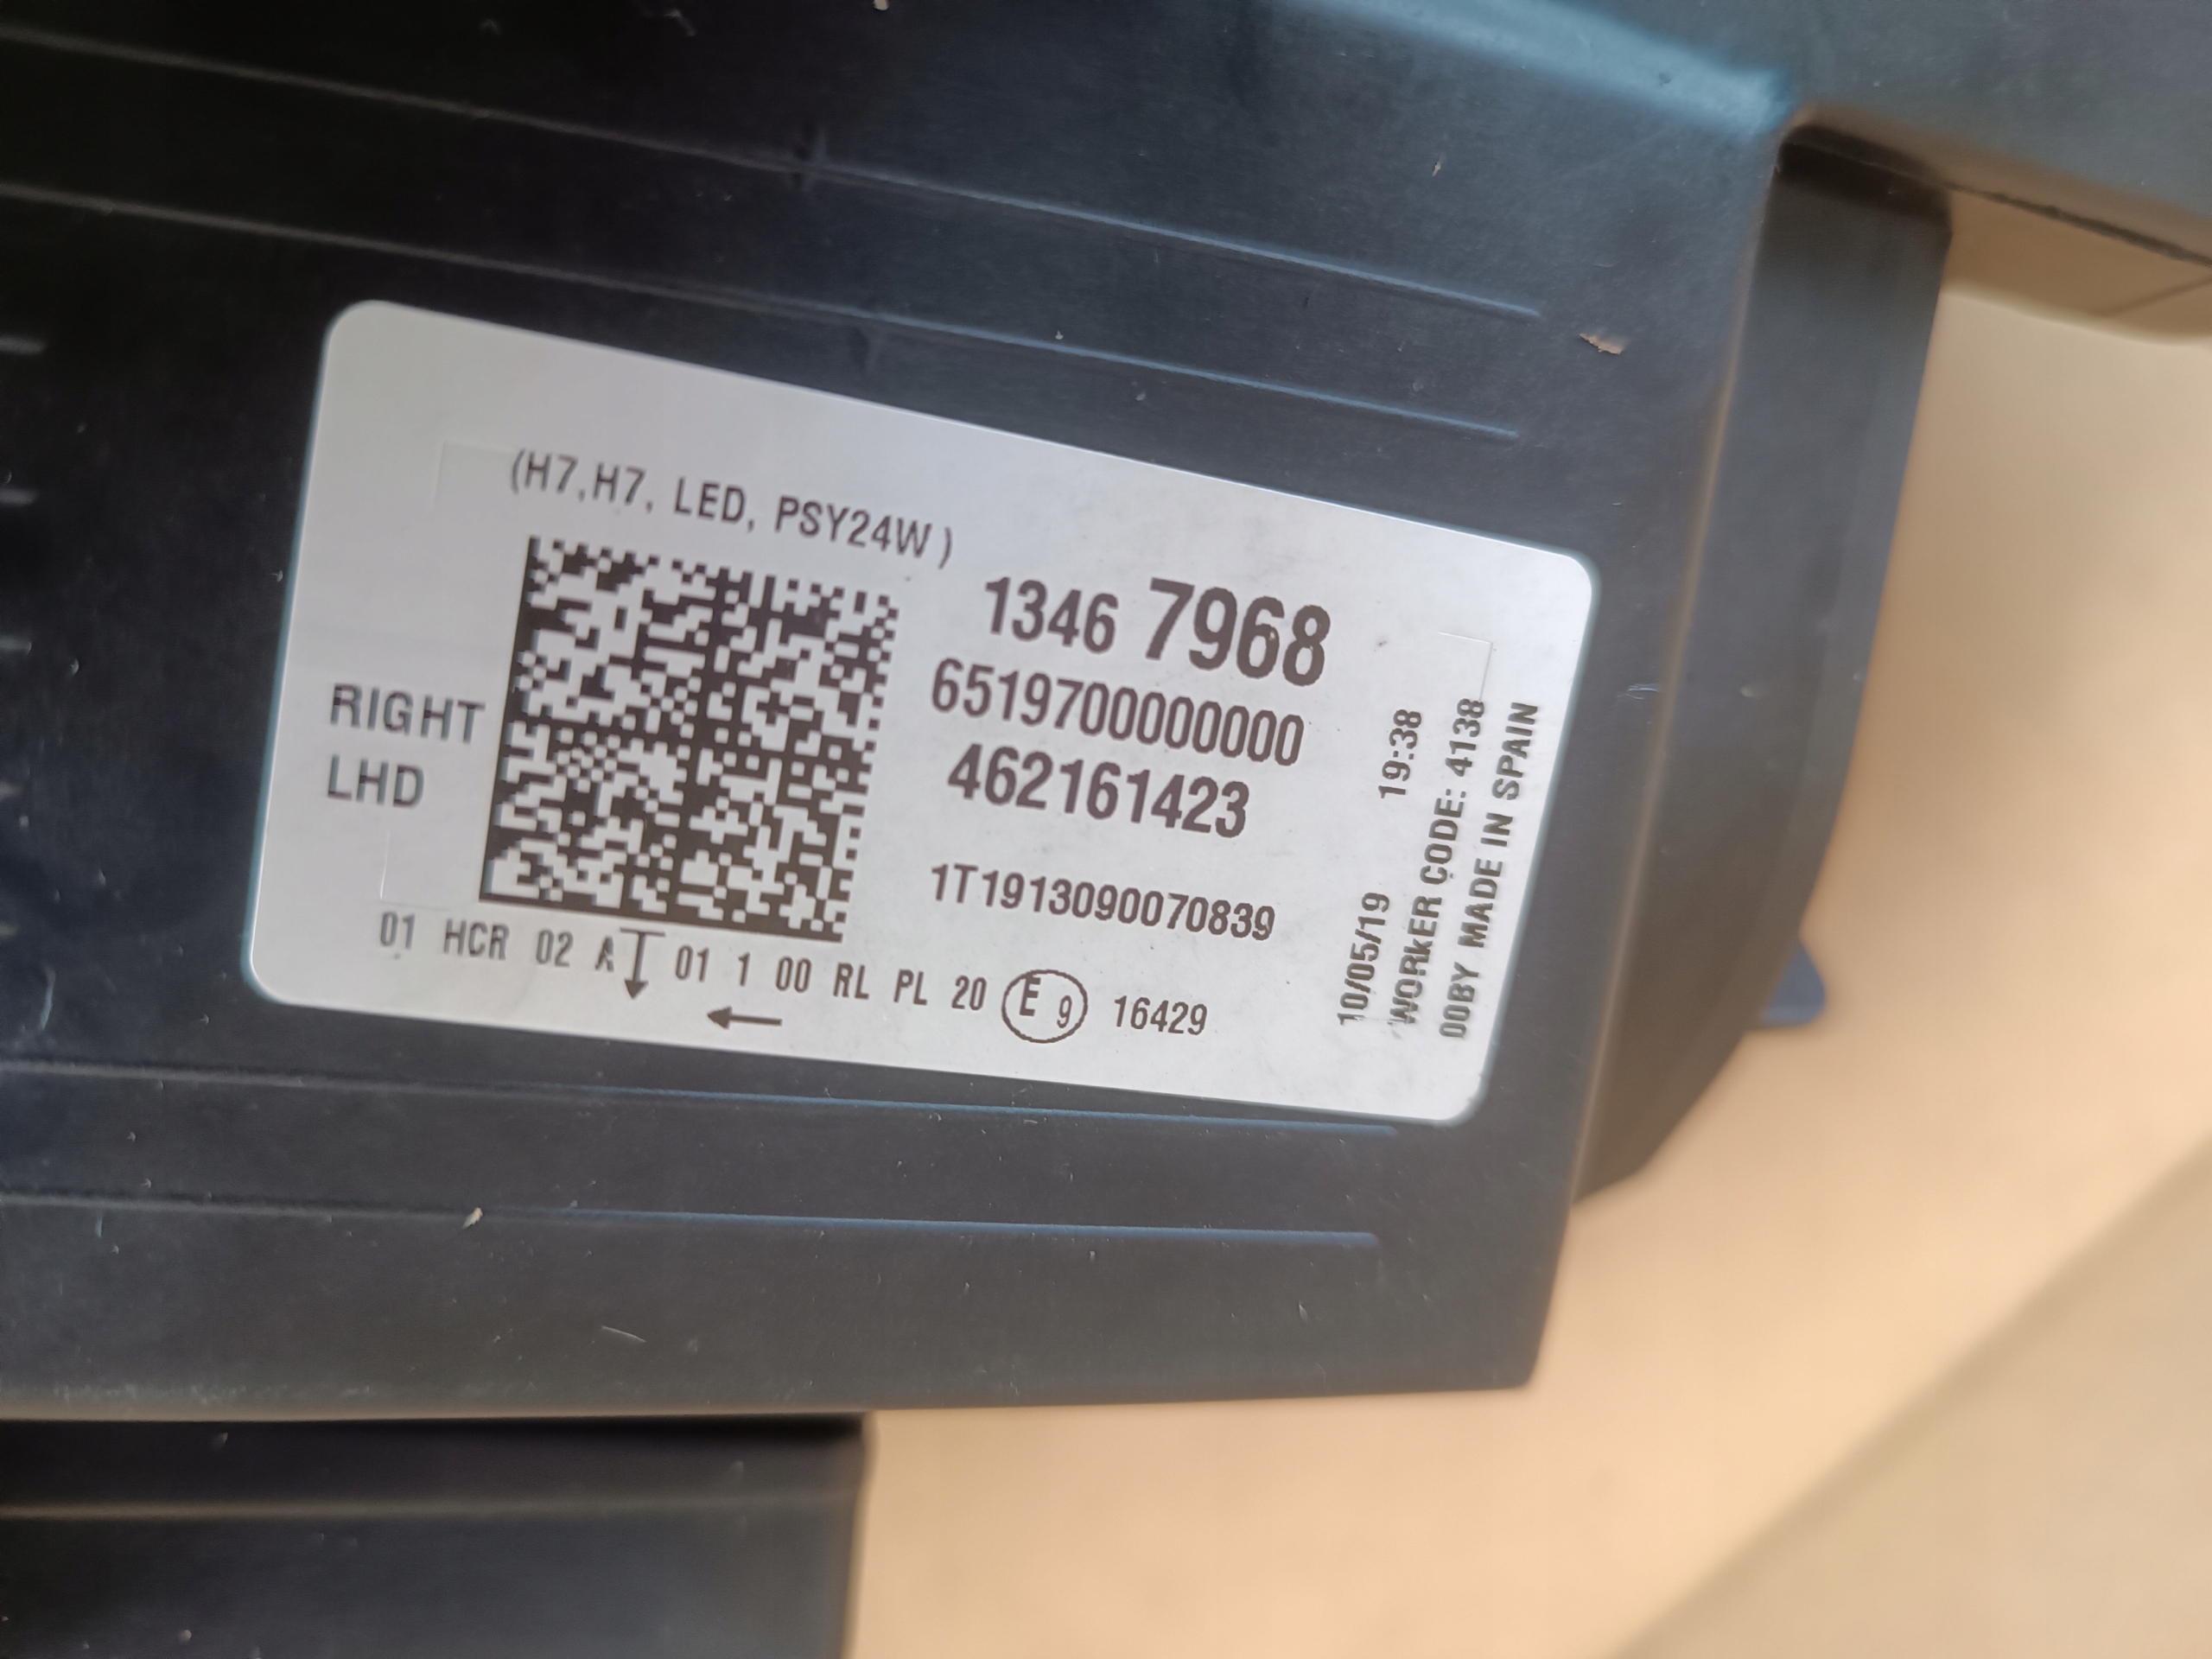 (H7,H7, LED, PSY24W )
1346 7968
6519700000000
462161423
RIGHT
LHD
1T1913090070839
01 HCR 02 A 01 1 00 RL PL 20 E 9 16429
10/05/19 19:38
WORKER CODE: 4138
00BY MADE IN SPAIN